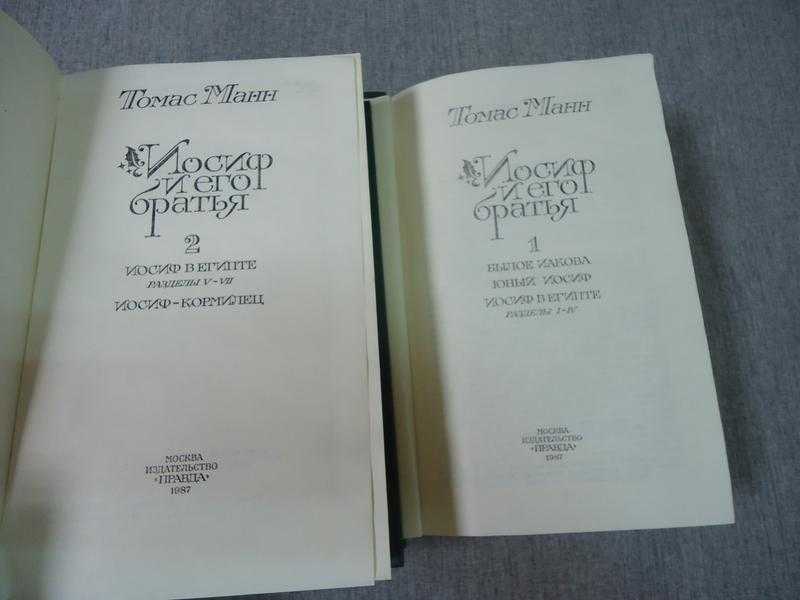 Томас Манн
Иосиф
и его
братья
2
ИОСИФ В ЕГИПТЕ
РАЗДЕЛЫ V–VII
ИОСИФ-КОРМИЛЕЦ
МОСКВА
ИЗДАТЕЛЬСТВО
«ПРАВДА»
1987
Томас Манн
Иосиф
и его
братья
1
БЫЛОЕ ИАКОВА
ЮНЫЙ ИОСИФ
ИОСИФ В ЕГИПТЕ
РАЗДЕЛЫ I–IV
МОСКВА
ИЗДАТЕЛЬСТВО
«ПРАВДА»
1987